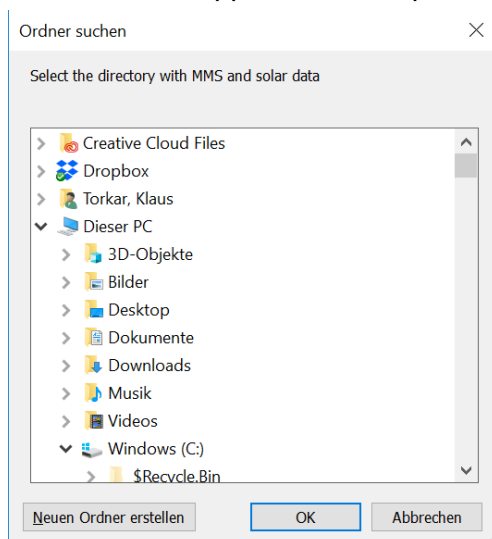 Ordner suchen
Select the directory with MMS and solar data
Creative Cloud Files
Dropbox
Torkar, Klaus
Dieser PC
3D-Objekte
Bilder
Desktop
Dokumente
Downloads
Musik
Videos
Windows (C:)
$Recycle.Bin
Neuen Ordner erstellen OK Abbrechen